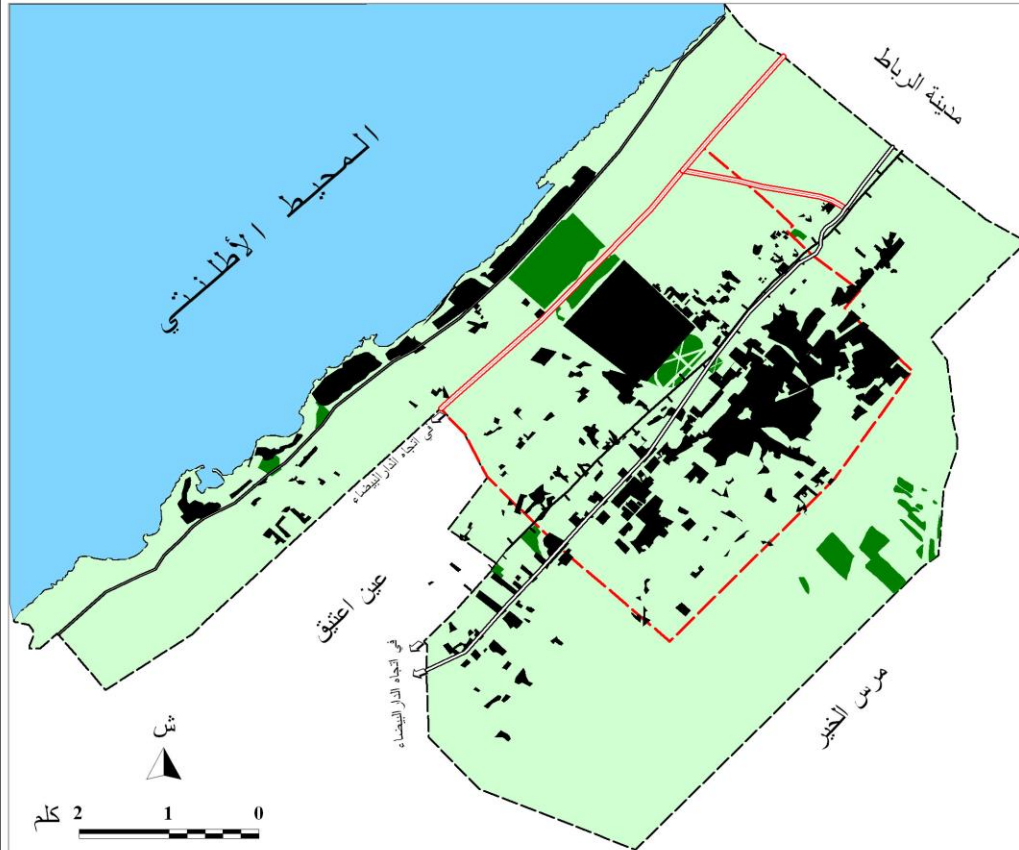 مدينة الرباط
المحيط الأطلنتي
في اتجاه الدار البيضاء
عين اعتيق
في اتجاه الدار البيضاء
مرس الخير
ش
كلم 2 1 0